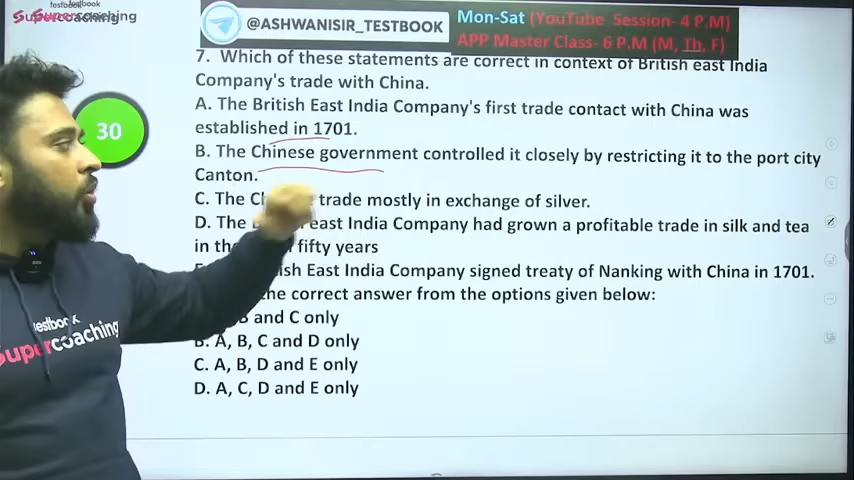 testbook
Supercoaching
testbook
Supercoaching
@ASHWANISIR_TESTBOOK
Mon-Sat (YouTube Session- 4 P.M)
APP Master Class- 6 P.M (M, Th, F)
30
7. Which of these statements are correct in context of British east India
Company's trade with China.
A. The British East India Company's first trade contact with China was
established in 1701.
B. The Chinese government controlled it closely by restricting it to the port city
Canton.
C. The trade mostly in exchange of silver.
D. The east India Company had grown a profitable trade in silk and tea
in the fifty years
East India Company signed treaty of Nanking with China in 1701.
the correct answer from the options given below:
B and C only
B. A, B, C and D only
C. A, B, D and E only
D. A, C, D and E only
testbook
Supercoaching